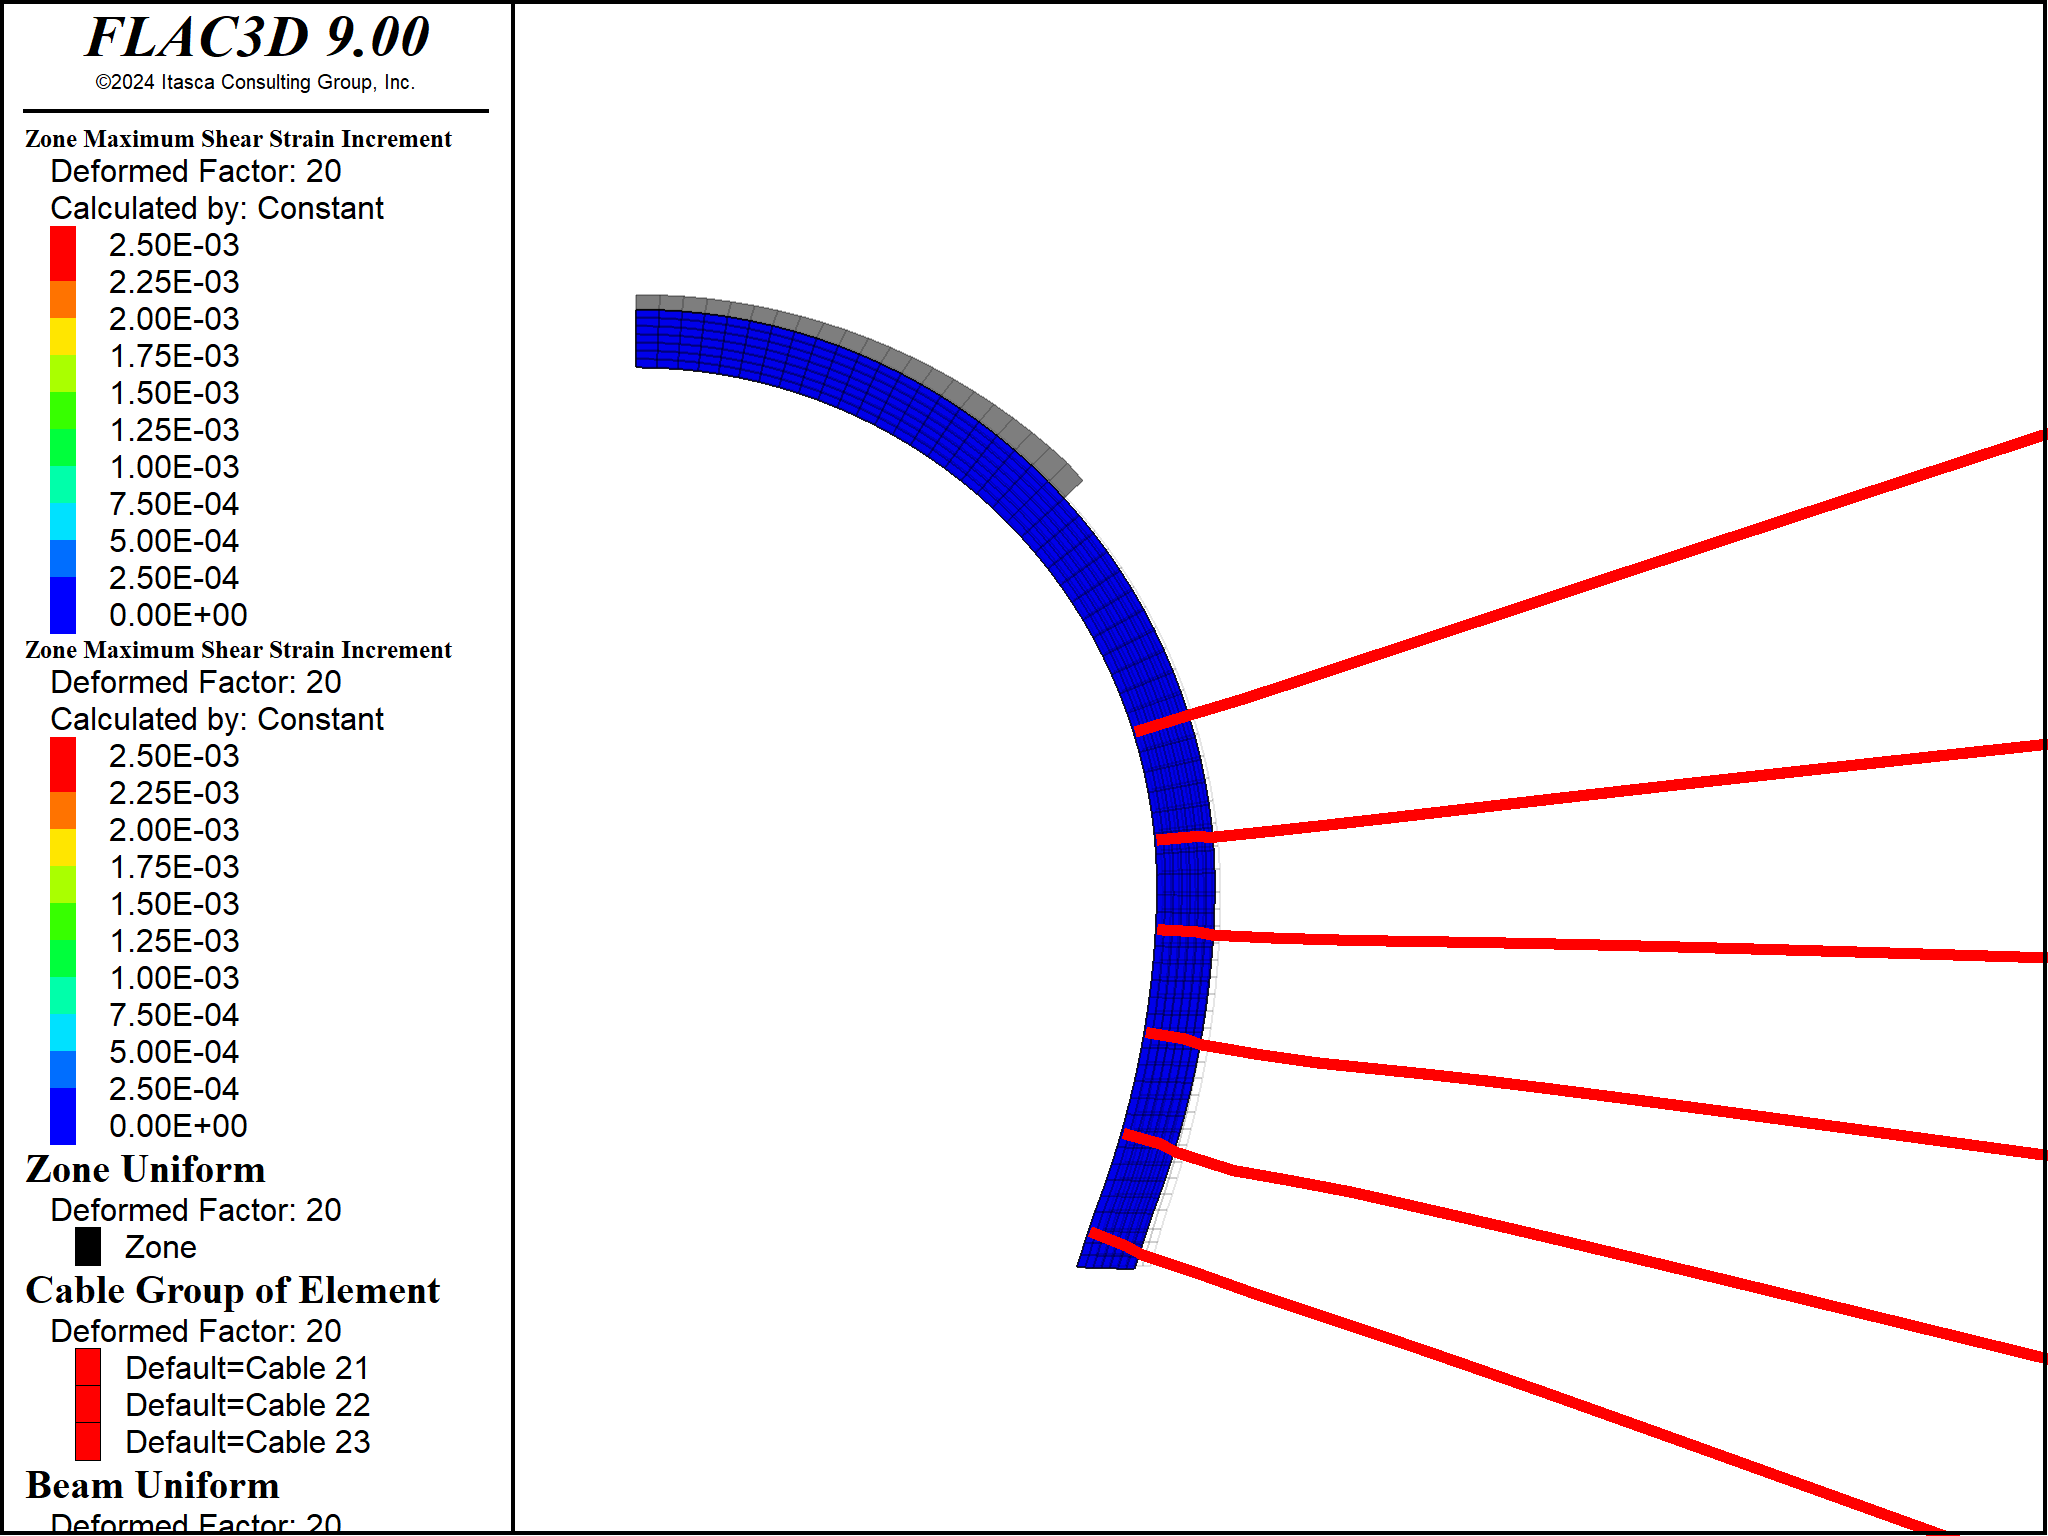 FLAC3D 9.00
©2024 Itasca Consulting Group, Inc.
Zone Maximum Shear Strain Increment
Deformed Factor: 20
Calculated by: Constant
2.50E-03
2.25E-03
2.00E-03
1.75E-03
1.50E-03
1.25E-03
1.00E-03
7.50E-04
5.00E-04
2.50E-04
0.00E+00
Zone Maximum Shear Strain Increment
Deformed Factor: 20
Calculated by: Constant
2.50E-03
2.25E-03
2.00E-03
1.75E-03
1.50E-03
1.25E-03
1.00E-03
7.50E-04
5.00E-04
2.50E-04
0.00E+00
Zone Uniform
Deformed Factor: 20
Zone
Cable Group of Element
Deformed Factor: 20
Default=Cable 21
Default=Cable 22
Default=Cable 23
Beam Uniform
Deformed Factor: 20